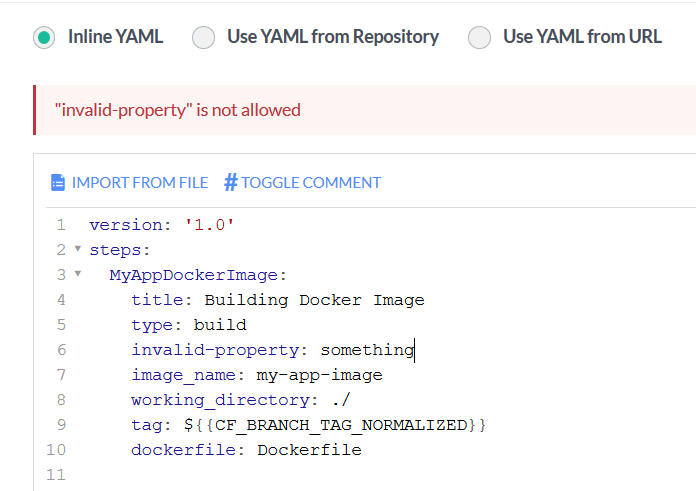 Inline YAML Use YAML from Repository Use YAML from URL
"invalid-property" is not allowed
IMPORT FROM FILE # TOGGLE COMMENT
1 version: '1.0'
2 steps:
3 MyAppDockerImage:
4 title: Building Docker Image
5 type: build
6 invalid-property: something
7 image_name: my-app-image
8 working_directory: ./
9 tag: ${{CF_BRANCH_TAG_NORMALIZED}}
10 dockerfile: Dockerfile
11